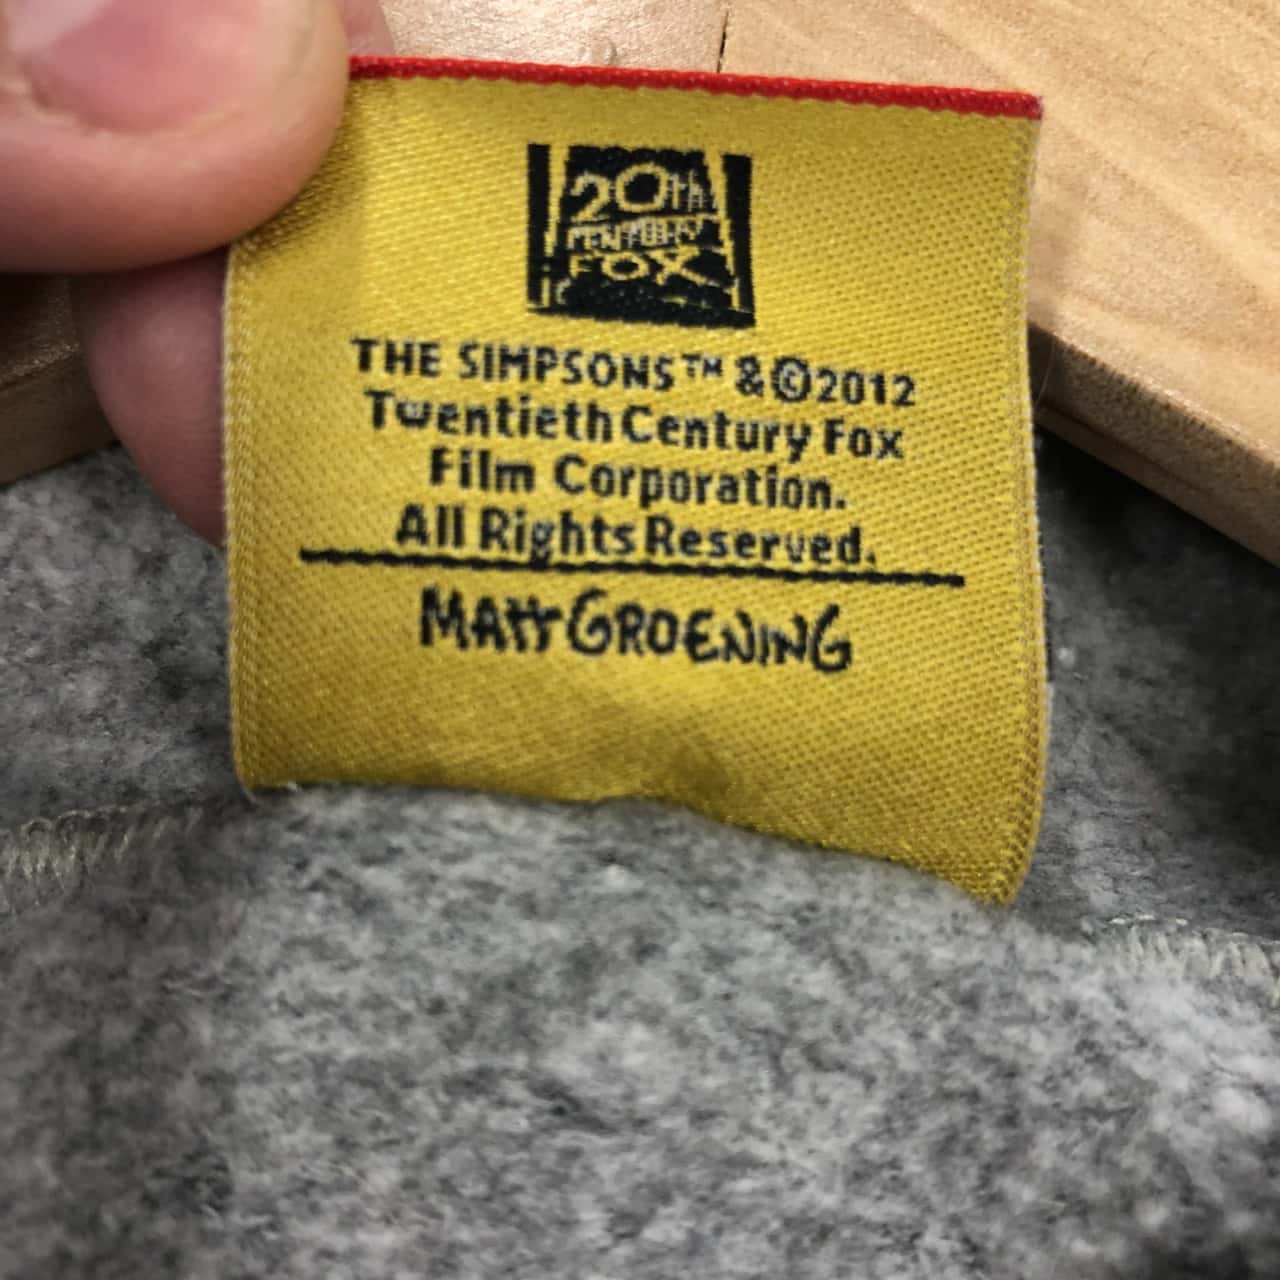 20th
CENTURY
FOX
THE SIMPSONS™ &©2012
Twentieth Century Fox
Film Corporation.
All Rights Reserved.
MATT GROENING